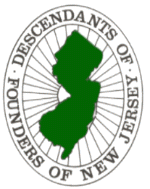 · DESCENDANTS OF ·
FOUNDERS OF NEW JERSEY